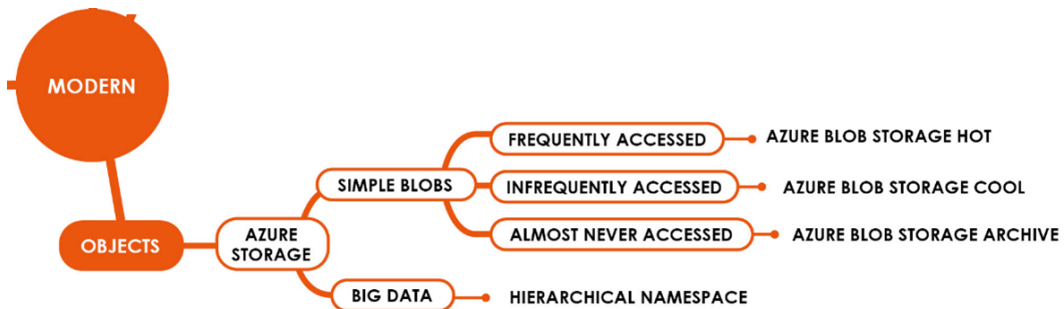 MODERN
FREQUENTLY ACCESSED
AZURE BLOB STORAGE HOT
SIMPLE BLOBS
INFREQUENTLY ACCESSED
AZURE BLOB STORAGE COOL
OBJECTS
AZURE
STORAGE
ALMOST NEVER ACCESSED
AZURE BLOB STORAGE ARCHIVE
BIG DATA
HIERARCHICAL NAMESPACE